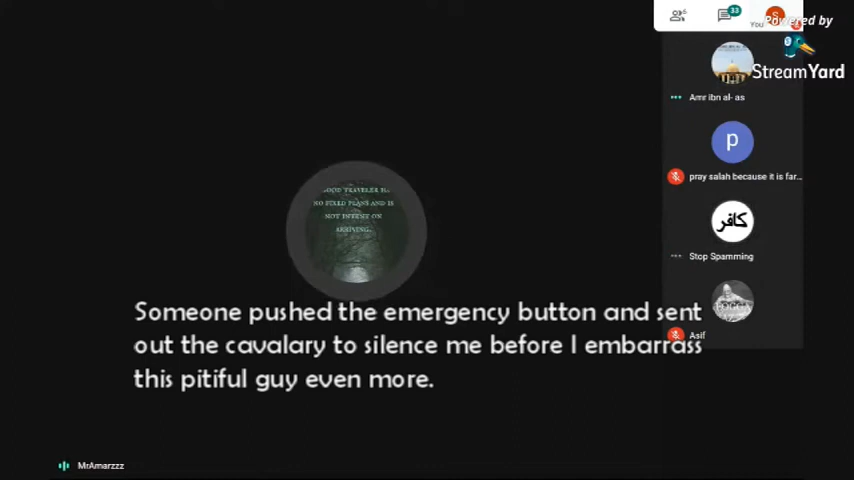 6
33
You
Powered by
StreamYard
Amr ibn al- as
p
pray salah because it is far...
كافر
Stop Spamming
Asif
GOOD TRAVELER HA
NO FIXED PLANS AND IS
NOT INTENT ON
ARRIVING.
Someone pushed the emergency button and sent
out the cavalary to silence me before I embarrass
this pitiful guy even more.
MrAmarzzz